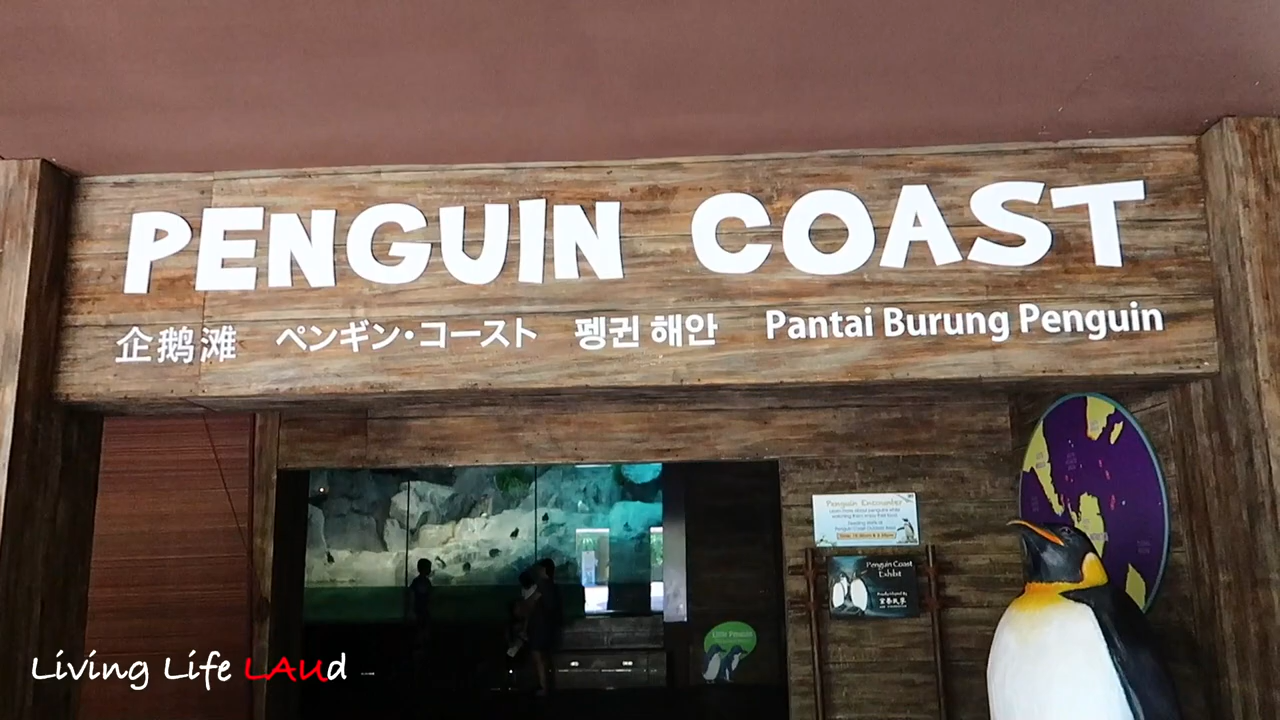 PENGUIN COAST
企鹅滩 ペンギン・コースト 펭귄 해안 Pantai Burung Penguin
Penguin Encounter
Penguin Coast
Exhibit
Little Penguin
Living Life LAUd